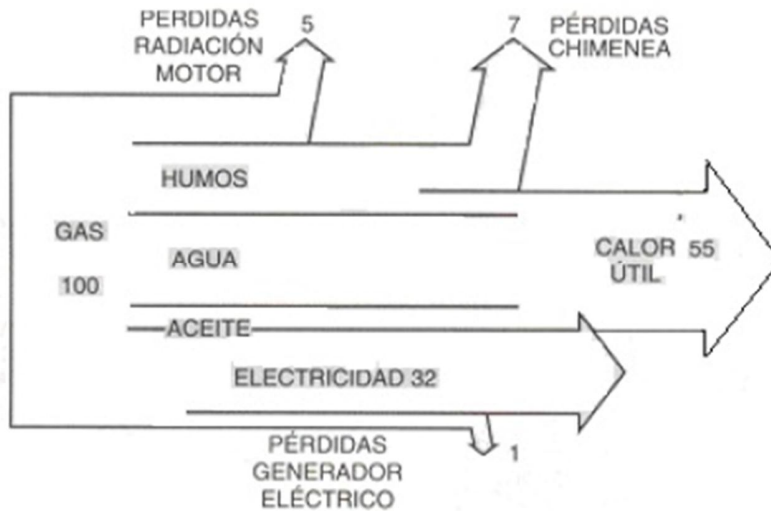 PERDIDAS
RADIACIÓN
MOTOR
5
7
PÉRDIDAS
CHIMENEA
HUMOS
GAS
100
AGUA
CALOR 55
ÚTIL
ACEITE
ELECTRICIDAD 32
PÉRDIDAS
GENERADOR
ELÉCTRICO
1